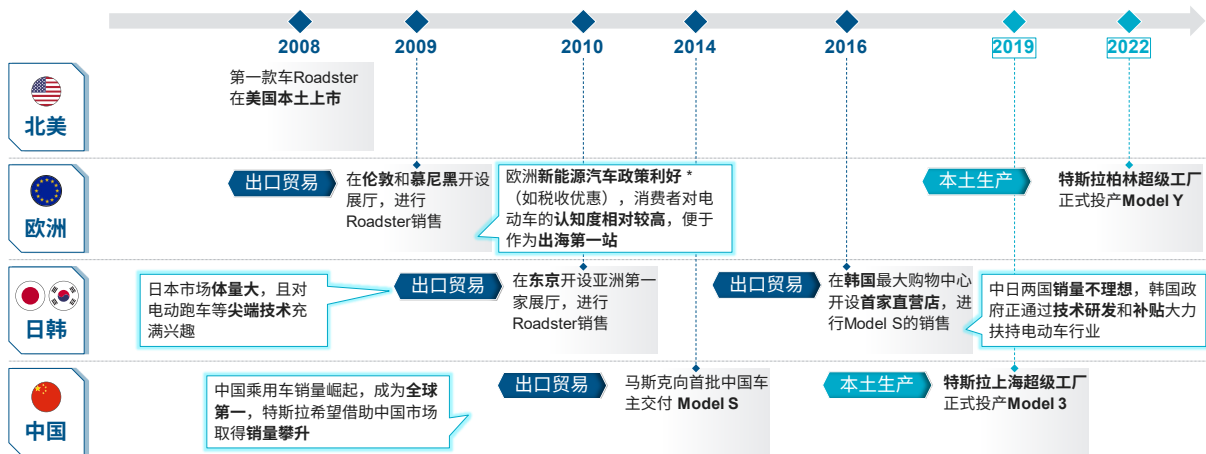 2008
2009
2010
2014
2016
2019
2022
北美
第一款车Roadster
在美国本土上市
欧洲
出口贸易
在伦敦和慕尼黑开设
展厅，进行
Roadster销售
欧洲新能源汽车政策利好 *
（如税收优惠），消费者对电
动车的认知度相对较高，便于
作为出海第一站
本土生产
特斯拉柏林超级工厂
正式投产Model Y
日韩
日本市场体量大，且对
电动跑车等尖端技术充
满兴趣
出口贸易
在东京开设亚洲第一
家展厅，进行
Roadster销售
出口贸易
在韩国最大购物中心
开设首家直营店，进
行Model S的销售
中日两国销量不理想，韩国政
府正通过技术研发和补贴大力
扶持电动车行业
中国
中国乘用车销量崛起，成为全球
第一，特斯拉希望借助中国市场
取得销量攀升
出口贸易
马斯克向首批中国车
主交付 Model S
本土生产
特斯拉上海超级工厂
正式投产Model 3